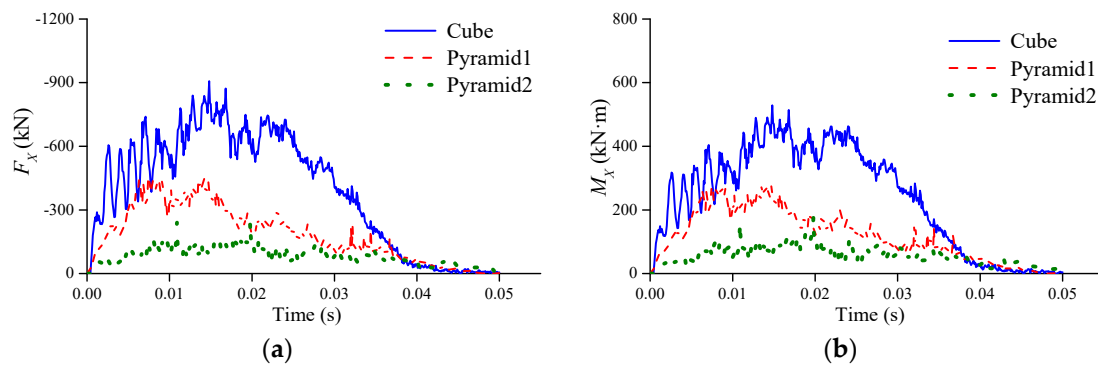 -1200
-900
-600
-300
0
F_X (kN)
Cube
Pyramid1
Pyramid2
0.00 0.01 0.02 0.03 0.04 0.05
Time (s)
(a)
800
600
400
200
0
M_X (kN·m)
Cube
Pyramid1
Pyramid2
0.00 0.01 0.02 0.03 0.04 0.05
Time (s)
(b)